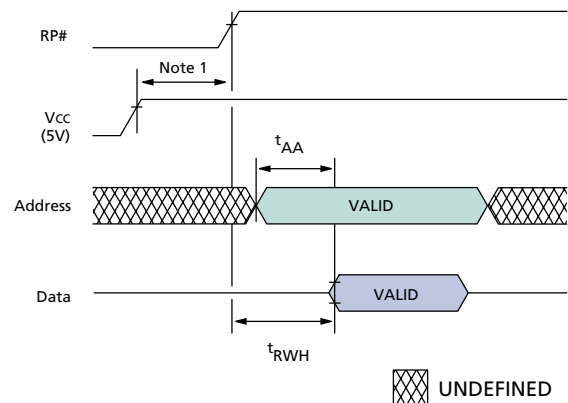 RP#
Note 1
VCC
(5V)
tAA
Address
VALID
Data
VALID
tRWH
UNDEFINED